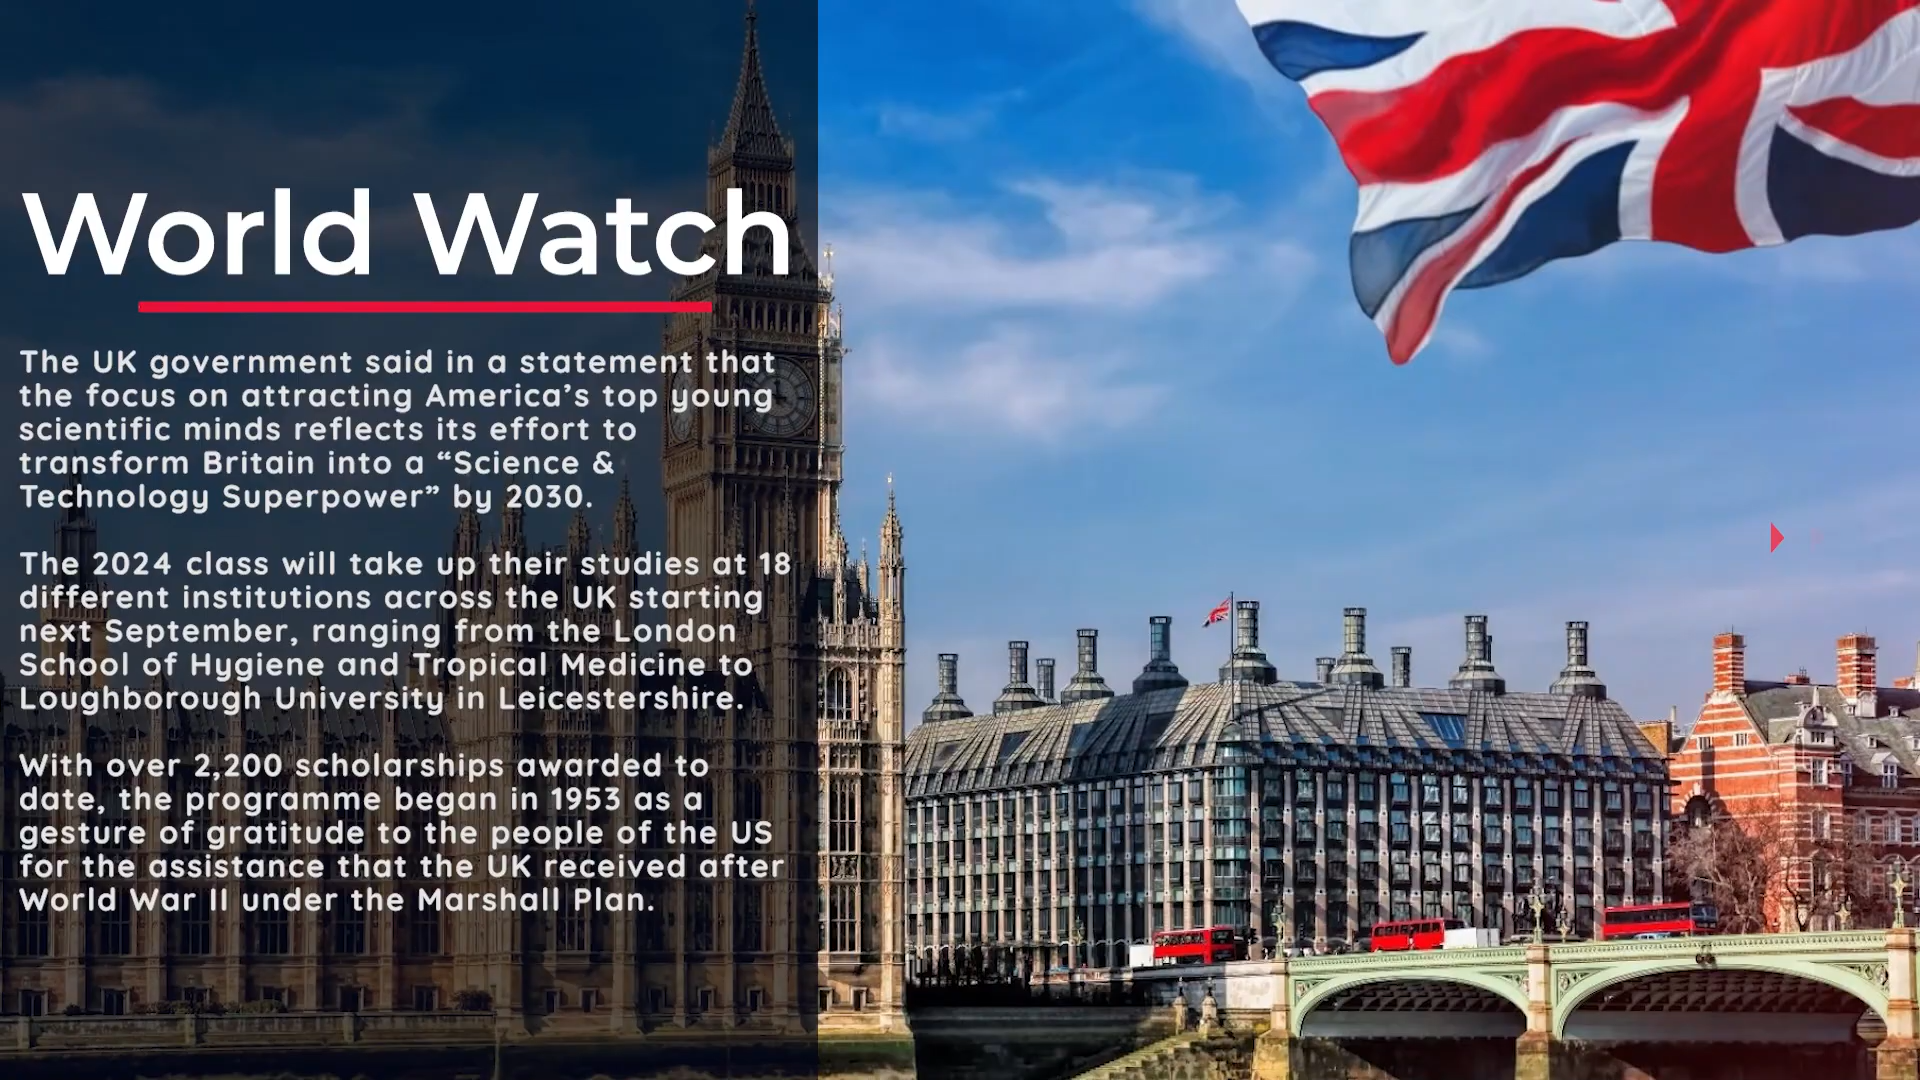 World Watch
The UK government said in a statement that
the focus on attracting America’s top young
scientific minds reflects its effort to
transform Britain into a “Science &
Technology Superpower” by 2030.
The 2024 class will take up their studies at 18
different institutions across the UK starting
next September, ranging from the London
School of Hygiene and Tropical Medicine to
Loughborough University in Leicestershire.
With over 2,200 scholarships awarded to
date, the programme began in 1953 as a
gesture of gratitude to the people of the US
for the assistance that the UK received after
World War II under the Marshall Plan.